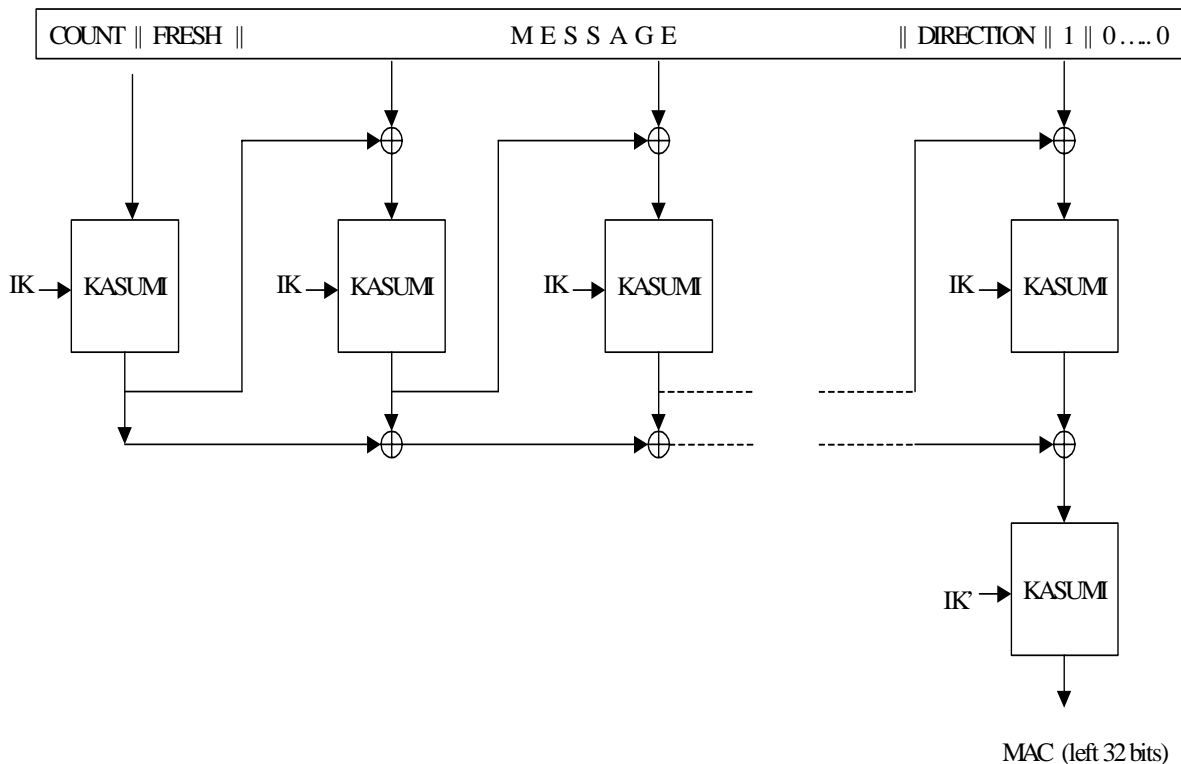 COUNT || FRESH || MESSAGE || DIRECTION || 1 || 0.....0
IK KASUMI IK KASUMI IK KASUMI IK KASUMI
IK' KASUMI
MAC (left 32 bits)